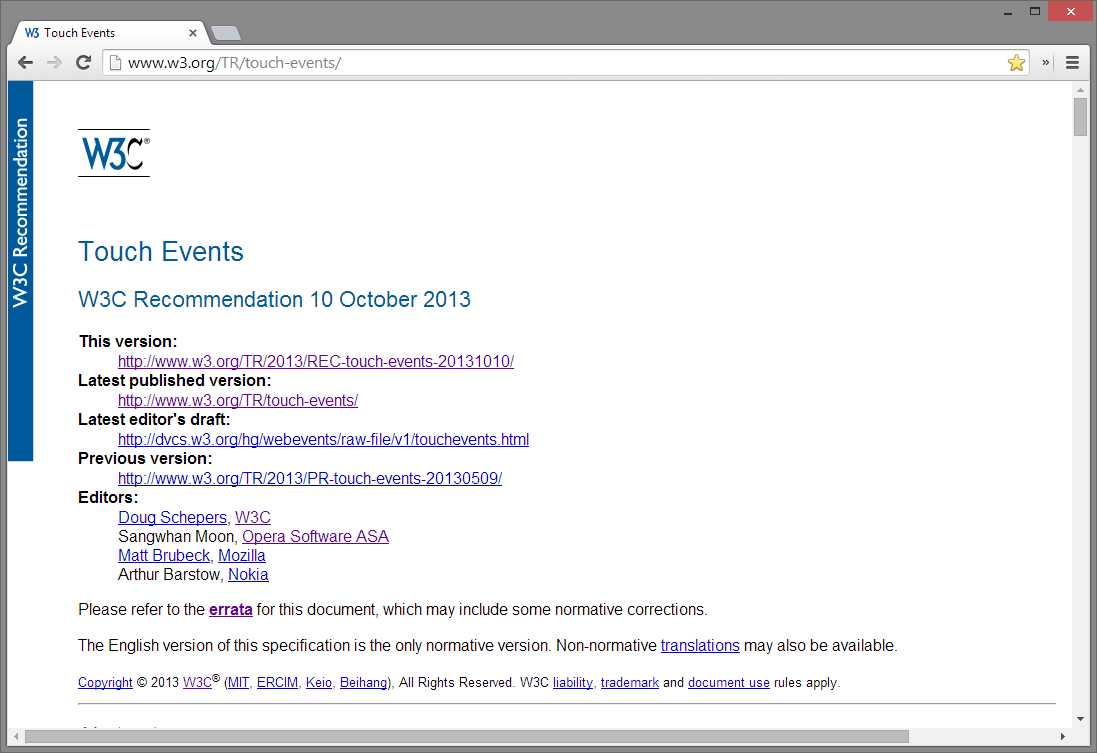 W3 Touch Events
www.w3.org/TR/touch-events/
W3C Recommendation
W3C®
Touch Events
W3C Recommendation 10 October 2013
This version:
http://www.w3.org/TR/2013/REC-touch-events-20131010/
Latest published version:
http://www.w3.org/TR/touch-events/
Latest editor's draft:
http://dvcs.w3.org/hg/webevents/raw-file/v1/touchevents.html
Previous version:
http://www.w3.org/TR/2013/PR-touch-events-20130509/
Editors:
Doug Schepers, W3C
Sangwhan Moon, Opera Software ASA
Matt Brubeck, Mozilla
Arthur Barstow, Nokia
Please refer to the errata for this document, which may include some normative corrections.
The English version of this specification is the only normative version. Non-normative translations may also be available.
Copyright © 2013 W3C® (MIT, ERCIM, Keio, Beihang), All Rights Reserved. W3C liability, trademark and document use rules apply.